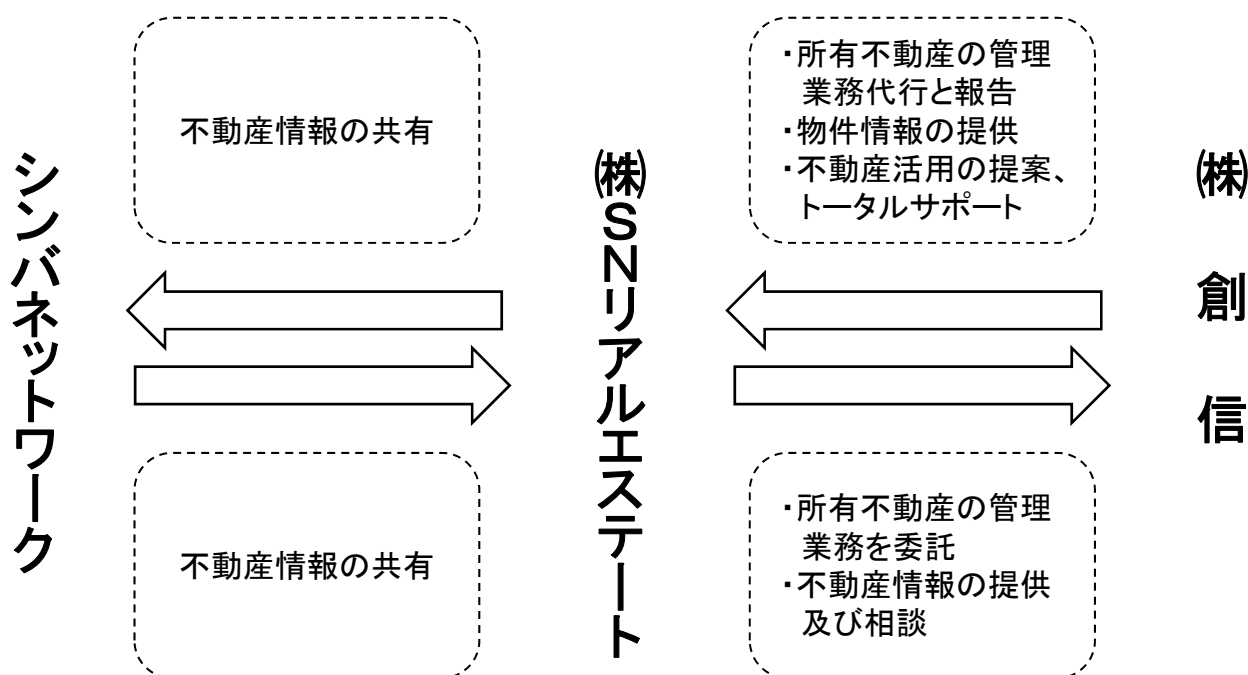 シンバネットワーク
不動産情報の共有
不動産情報の共有
㈱SNリアルエステート
・所有不動産の管理
業務代行と報告
・物件情報の提供
・不動産活用の提案、
トータルサポート
・所有不動産の管理
業務を委託
・不動産情報の提供
及び相談
㈱創信